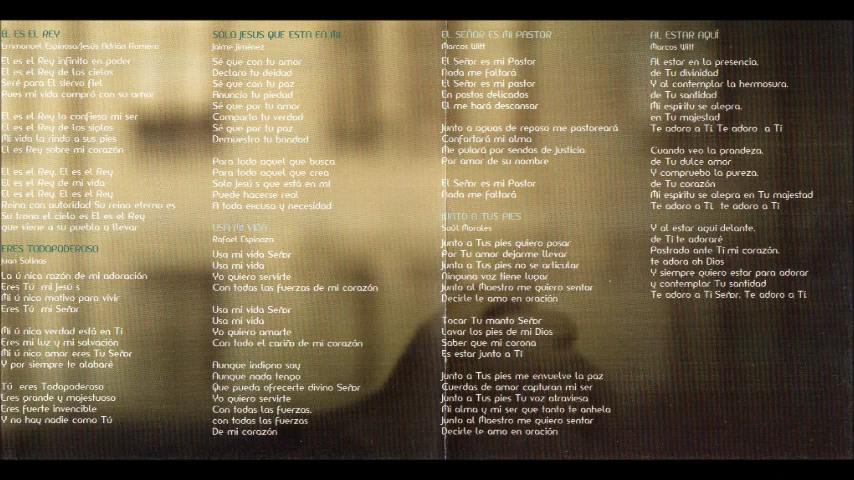 ÉL ES EL REY
Emmanuel Espinosa/Jesús Adrián Romero
El es el Rey infinito en poder
El es el Rey de los cielos
Seré para El siervo fiel
Pues mi vida compró con su amor
El es el Rey lo confiesa mi ser
El es el Rey de los siglos
Mi vida la rindo a sus pies
El es Rey sobre mi corazón
El es el Rey. El es el Rey
El es el Rey de mi vida
El es el Rey. El es el Rey
Reina con autoridad Su reino eterno es
Su trono el cielo es El es el Rey
que viene a su pueblo a llevar
ERES TODOPODEROSO
Juan Salinas
La ú nica razón de mi adoración
Eres Tú mi Jesú s
Mi ú nico motivo para vivir
Eres Tú mi Señor
Mi ú nica verdad está en Ti
Eres mi luz y mi salvación
Mi ú nico amor eres Tu Señor
Y por siempre te alabaré
Tú eres Todopoderoso
Eres grande y majestuoso
Eres fuerte invencible
Y no hay nadie como Tú
SÓLO JESUS QUE ESTA EN MI
Jaime Jiménez
Sé que con tu amor
Declaro tu deidad
Sé que con tu paz
Anuncio tu piedad
Sé que por tu amor
Comparto tu verdad
Sé que por tu paz
Demuestro tu bondad
Para todo aquel que busca
Para todo aquel que crea
Solo Jesú s que está en mi
Puede hacerse real
A toda excusa y necesidad
USA MI VIDA
Rafael Espinoza
Usa mi vida Señor
Usa mi vida
Yo quiero servirte
Con todas las fuerzas de mi corazón
Usa mi vida Señor
Usa mi vida
Yo quiero amarte
Con todo el cariño de mi corazón
Aunque indigno soy
Aunque nada tengo
Que pueda ofrecerte divino Señor
Yo quiero servirte
Con todas las fuerzas,
con todas las fuerzas
De mi corazón
EL SEÑOR ES MI PASTOR
Marcos Witt
El Señor es mi Pastor
Nada me faltará
El Señor es mi Pastor
En pastos delicados
El me hará descansar
Junto a aguas de reposo me pastoreará
Confortará mi alma
Me guiará por sendas de justicia
Por amor de su nombre
El Señor es mi Pastor
Nada me faltará
JUNTO A TUS PIES
Saúl Morales
Junto a Tus pies quiero posar
Por Tu amor dejarme llevar
Junto a Tus pies no se articular
Ninguna voz tiene lugar
Junto al Maestro me quiero sentar
Decirle le amo en oración
Tocar Tu manto Señor
Lavar los pies de mi Dios
Saber que mi corona
Es estar junto a Ti
Junto a Tus pies me envuelve la paz
Cuerdas de amor capturan mi ser
Junto a Tus pies Tu voz atraviesa
Mi alma y mi ser que tanto te anhela
Junto al Maestro me quiero sentar
Decirle le amo en oración
AL ESTAR AQUÍ
Marcos Witt
Al estar en la presencia,
de Tu divinidad
Y al contemplar la hermosura,
de Tu santidad
Mi espíritu se alegra,
en Tu majestad
Te adoro a Ti. Te adoro a Ti
Cuando veo la grandeza,
de Tu dulce amor
Y compruebo la pureza,
de Tu corazón
Mi espíritu se alegra en Tu majestad
Te adoro a Ti, te adoro a Ti
Y al estar aquí delante,
de Ti te adoraré
Postrado ante Ti mi corazón,
te adora oh Dios
Y siempre quiero estar para adorar
y contemplar Tu santidad
Te adoro a Ti Señor, Te adoro a Ti